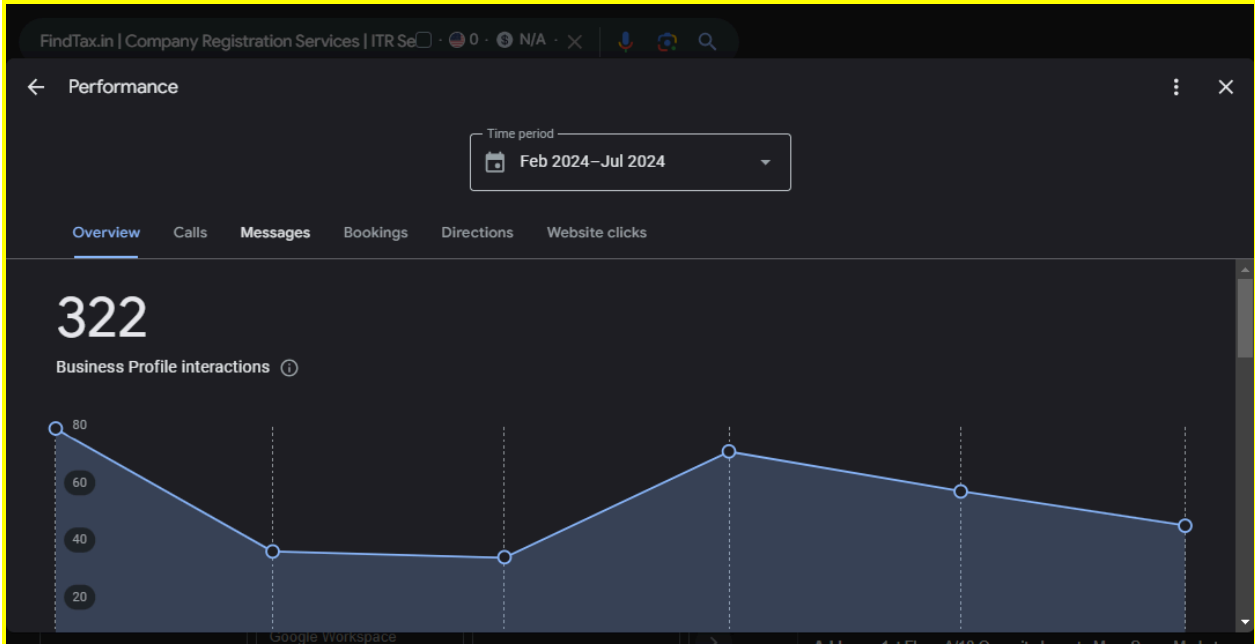 FindTax.in | Company Registration Services | ITR Se · 0 · N/A ·
Performance
Time period
Feb 2024–Jul 2024
Overview Calls Messages Bookings Directions Website clicks
322
Business Profile interactions
80
60
40
20
Google Workspace